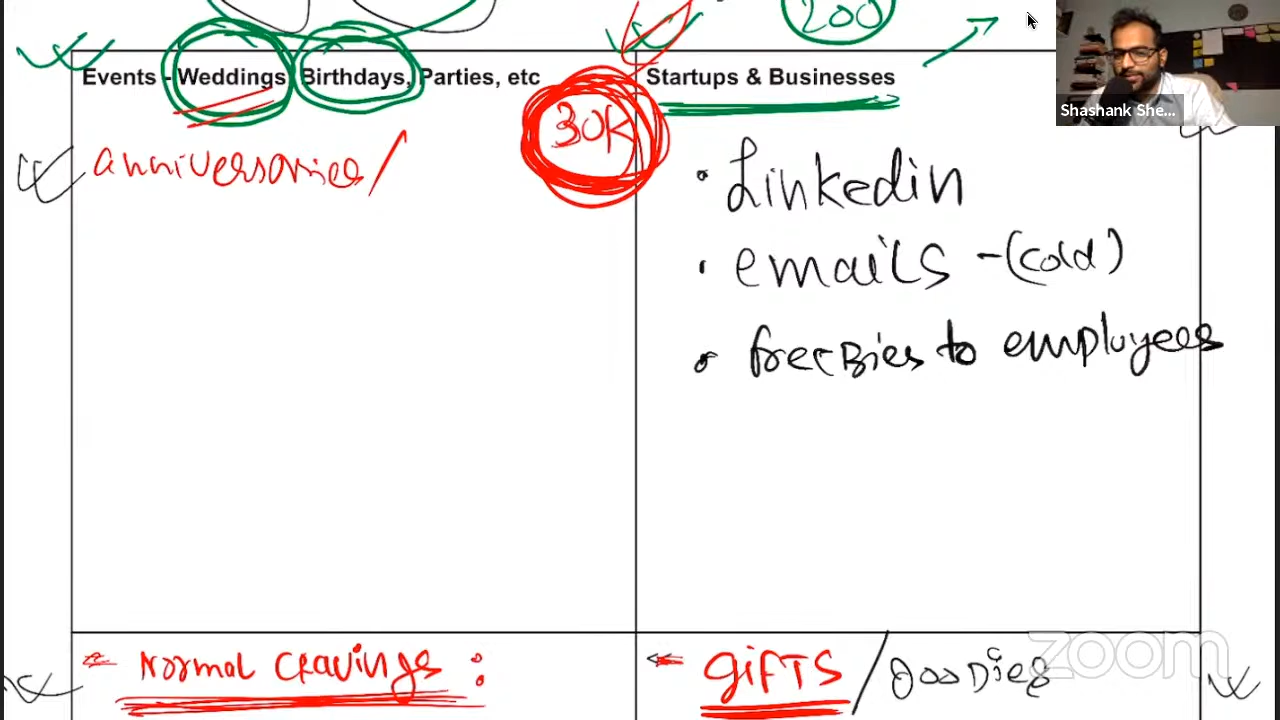 200
Events - Weddings, Birthdays, Parties, etc
Startups & Businesses
Shashank She...
30K
anniversaries/
• Linkedin
• emails - (cold)
• freebies to employees
Normal Cravings :
GIFTS / Goodies
zoom